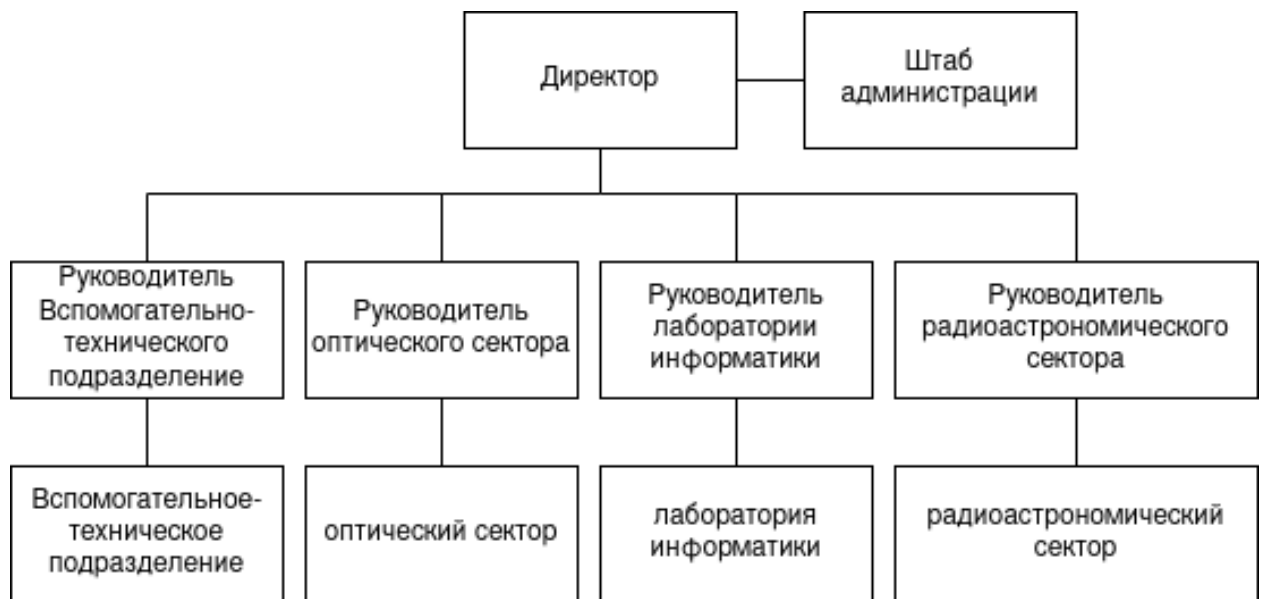 Директор
Штаб
администрации
Руководитель
Вспомогательно-
технического
подразделение
Руководитель
оптического сектора
Руководитель
лаборатории
информатики
Руководитель
радиоастрономического
сектора
Вспомогательное-
техническое
подразделение
оптический сектор
лаборатория
информатики
радиоастрономический
сектор